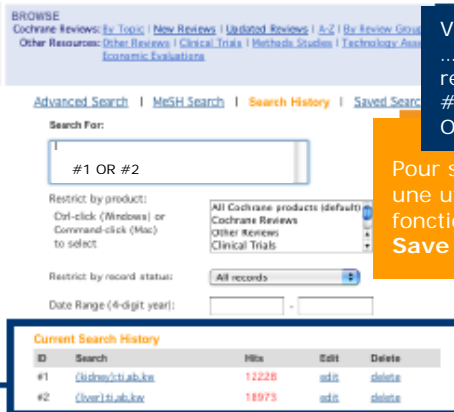 BROWSE
Cochrane Reviews: By Topic | New Reviews | Updated Reviews | A-Z | By Review Group
Other Resources: Other Reviews | Clinical Trials | Methods Studies | Technology
Economic Evaluations
V
...
re
#
O
Advanced Search | MeSH Search | Search History | Saved Searc
Search For:
#1 OR #2
Pour s
une u
fonctio
Save
Restrict by product:
Ctrl-click (Windows) or
Command-click (Mac)
to select
All Cochrane products (default)
Cochrane Reviews
Other Reviews
Clinical Trials
Restrict by record status:
All records
Date Range (4-digit year):
-
Current Search History
ID Search Hits Edit Delete
#1 (kidney):ti,ab,kw 12228 edit delete
#2 (liver):ti,ab,kw 18973 edit delete